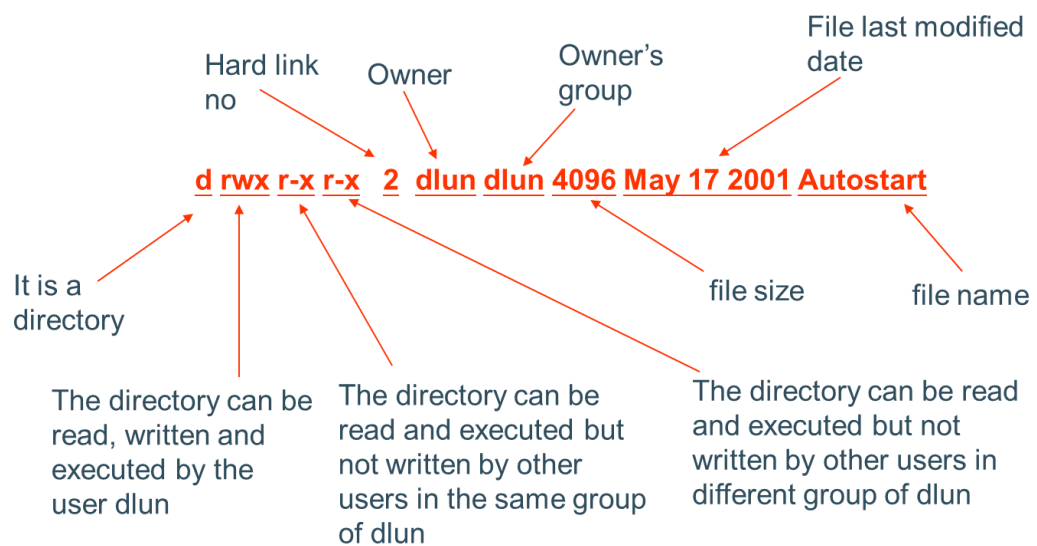 File last modified
date
Owner's
group
Hard link
no
Owner
d rwx r-x r-x 2 dlun dlun 4096 May 17 2001 Autostart
It is a
directory
file size
file name
The directory can be
read, written and
executed by the
user dlun
The directory can be
read and executed but
not written by other
users in the same group
of dlun
The directory can be read
and executed but not
written by other users in
different group of dlun